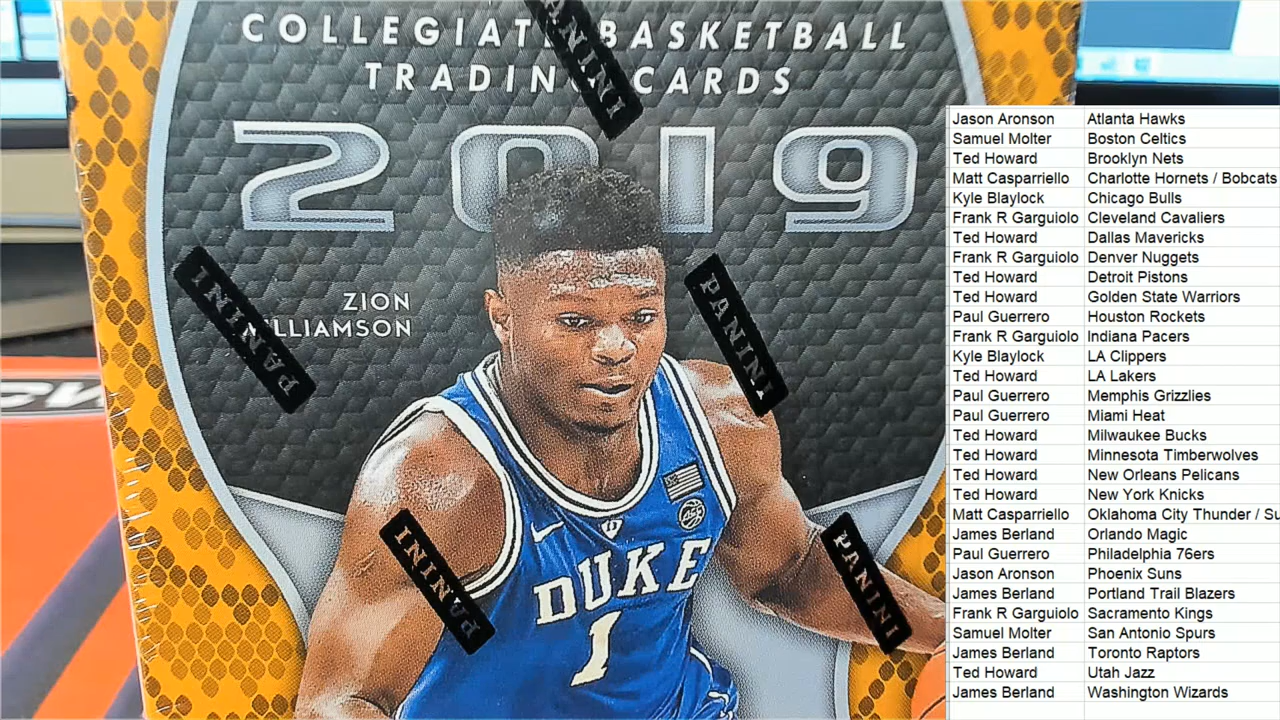 COLLEGIATE BASKETBALL
TRADING CARDS
2019
ZION
WILLIAMSON
PANINI
PANINI
PANINI
PANINI
PANINI
DUKE
1
Jason Aronson Atlanta Hawks
Samuel Molter Boston Celtics
Ted Howard Brooklyn Nets
Matt Casparriello Charlotte Hornets / Bobcats
Kyle Blaylock Chicago Bulls
Frank R Garguiolo Cleveland Cavaliers
Ted Howard Dallas Mavericks
Frank R Garguiolo Denver Nuggets
Ted Howard Detroit Pistons
Ted Howard Golden State Warriors
Paul Guerrero Houston Rockets
Frank R Garguiolo Indiana Pacers
Kyle Blaylock LA Clippers
Ted Howard LA Lakers
Paul Guerrero Memphis Grizzlies
Paul Guerrero Miami Heat
Ted Howard Milwaukee Bucks
Ted Howard Minnesota Timberwolves
Ted Howard New Orleans Pelicans
Ted Howard New York Knicks
Matt Casparriello Oklahoma City Thunder / Su
James Berland Orlando Magic
Paul Guerrero Philadelphia 76ers
Jason Aronson Phoenix Suns
James Berland Portland Trail Blazers
Frank R Garguiolo Sacramento Kings
Samuel Molter San Antonio Spurs
James Berland Toronto Raptors
Ted Howard Utah Jazz
James Berland Washington Wizards